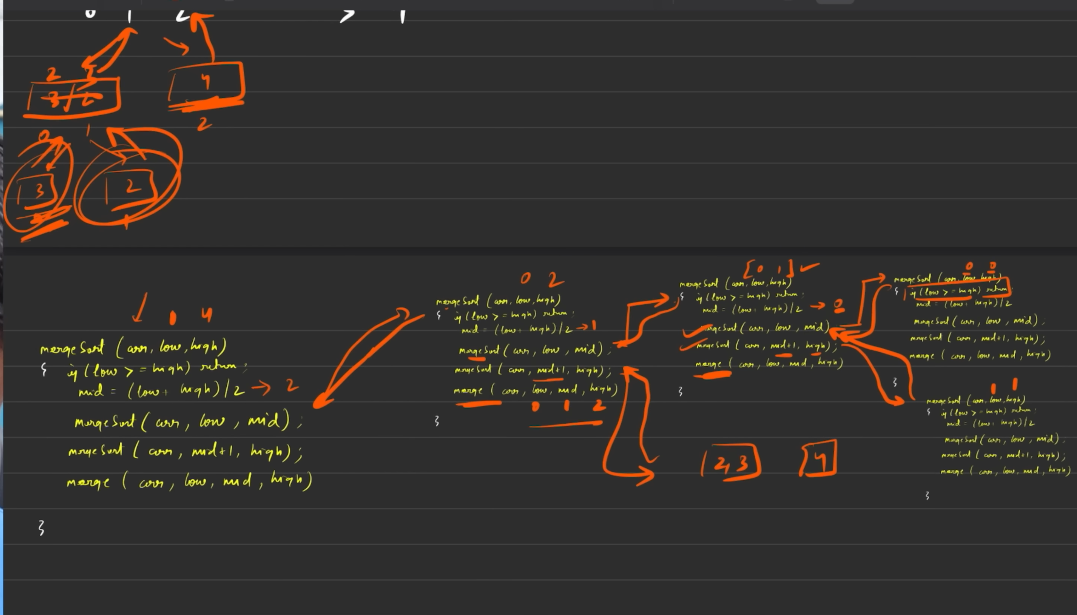 0 1 2 > 1
2 3
3/2
4
2
0 1
3 2
1
0 4
mergeSort (arr, low, high)
{ if (low >= high) return;
mid = (low + high)/2 → 2
mergeSort (arr, low, mid);
mergeSort (arr, mid+1, high);
merge (arr, low, mid, high)
}
0 2
mergeSort (arr, low, high)
{ if (low >= high) return;
mid = (low + high)/2 → 1
mergeSort (arr, low, mid);
mergeSort (arr, mid+1, high);
merge (arr, low, mid, high)
0 1 2
}
[0 1] ✓
mergeSort (arr, low, high)
{ if (low >= high) return;
mid = (low + high)/2 → 0
mergeSort (arr, low, mid)
mergeSort (arr, mid+1, high);
merge (arr, low, mid, high)
}
[2,3] [4]
0 0
mergeSort (arr, low, high)
{ if (low >= high) return;
mid = (low + high)/2
mergeSort (arr, low, mid);
mergeSort (arr, mid+1, high);
merge (arr, low, mid, high)
}
1 1
mergeSort (arr, low, high)
{ if (low >= high) return;
mid = (low + high)/2
mergeSort (arr, low, mid);
mergeSort (arr, mid+1, high);
merge (arr, low, mid, high)
}